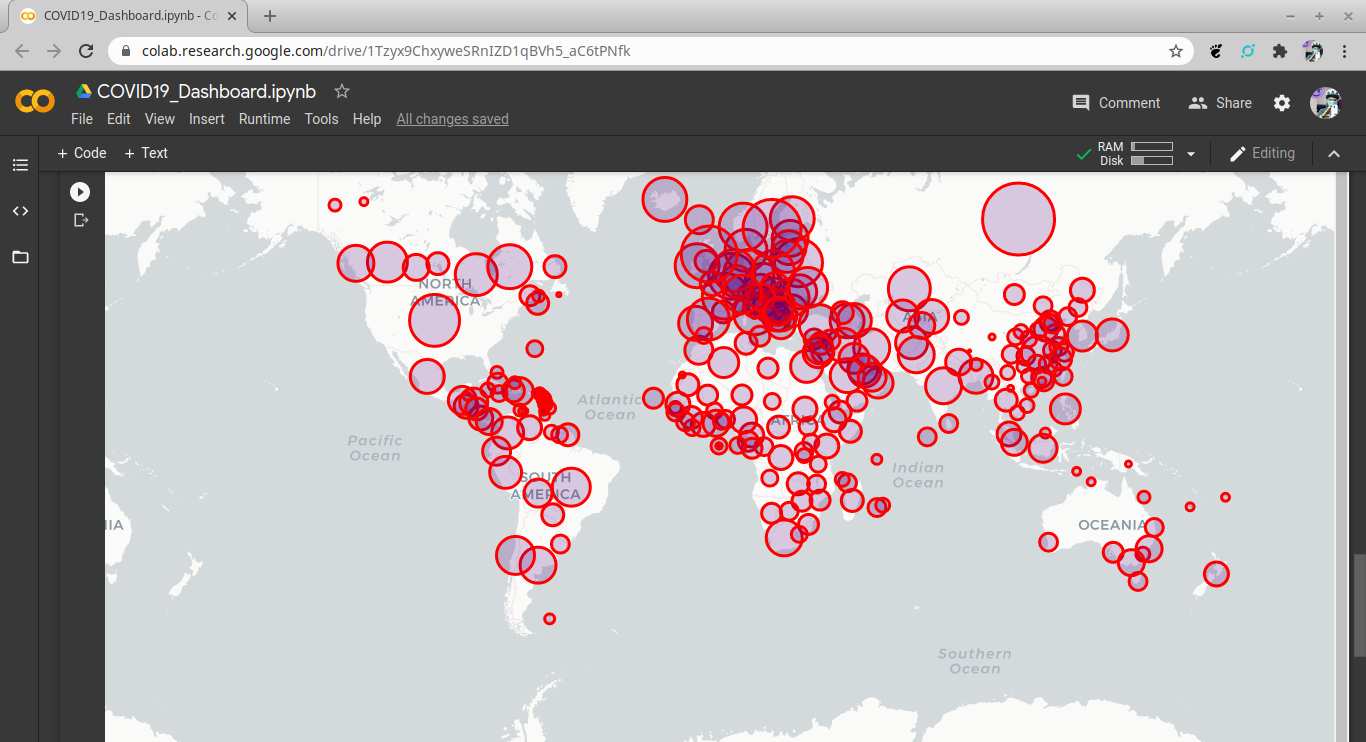 COVID19_Dashboard.ipynb - Co
colab.research.google.com/drive/1Tzyx9ChxyweSRnIZD1qBVh5_aC6tPNfk
COVID19_Dashboard.ipynb
Comment
Share
File Edit View Insert Runtime Tools Help All changes saved
+ Code + Text
RAM
Disk
Editing
NORTH
AMERICA
ASIA
Atlantic
Ocean
AFRICA
Pacific
Ocean
Indian
Ocean
SOUTH
AMERICA
IIA
OCEANIA
Southern
Ocean